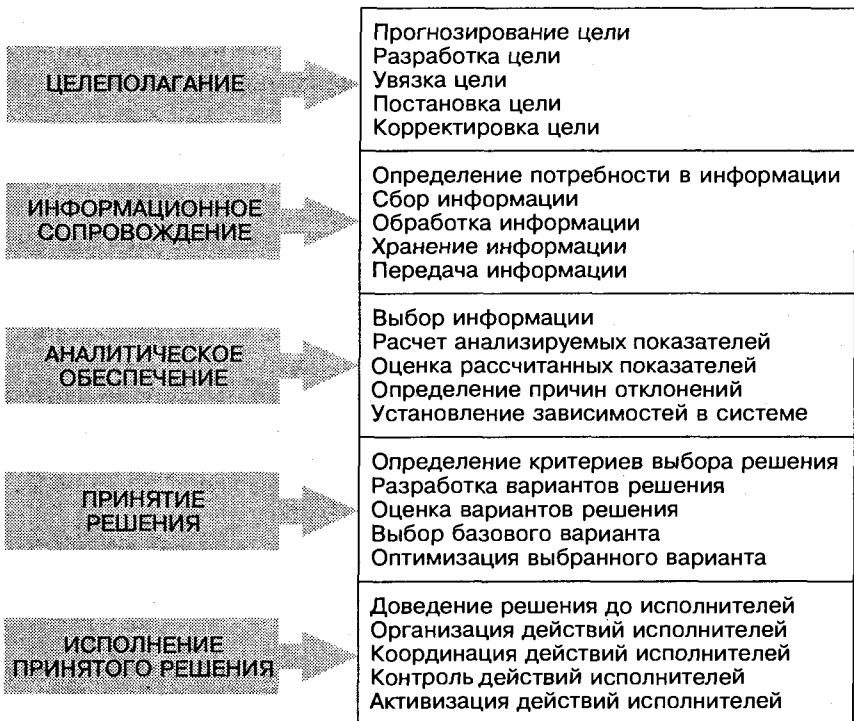 ЦЕЛЕПОЛАГАНИЕ
Прогнозирование цели
Разработка цели
Увязка цели
Постановка цели
Корректировка цели
ИНФОРМАЦИОННОЕ
СОПРОВОЖДЕНИЕ
Определение потребности в информации
Сбор информации
Обработка информации
Хранение информации
Передача информации
АНАЛИТИЧЕСКОЕ
ОБЕСПЕЧЕНИЕ
Выбор информации
Расчет анализируемых показателей
Оценка рассчитанных показателей
Определение причин отклонений
Установление зависимостей в системе
ПРИНЯТИЕ
РЕШЕНИЯ
Определение критериев выбора решения
Разработка вариантов решения
Оценка вариантов решения
Выбор базового варианта
Оптимизация выбранного варианта
ИСПОЛНЕНИЕ
ПРИНЯТОГО РЕШЕНИЯ
Доведение решения до исполнителей
Организация действий исполнителей
Координация действий исполнителей
Контроль действий исполнителей
Активизация действий исполнителей